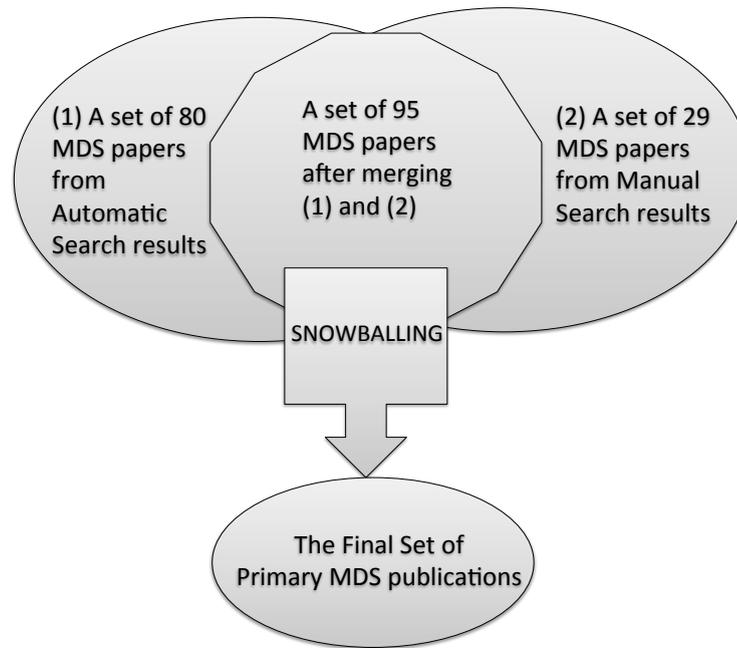 (1) A set of 80
MDS papers
from
Automatic
Search results
A set of 95
MDS papers
after merging
(1) and (2)
(2) A set of 29
MDS papers
from Manual
Search results
SNOWBALLING
The Final Set of
Primary MDS publications